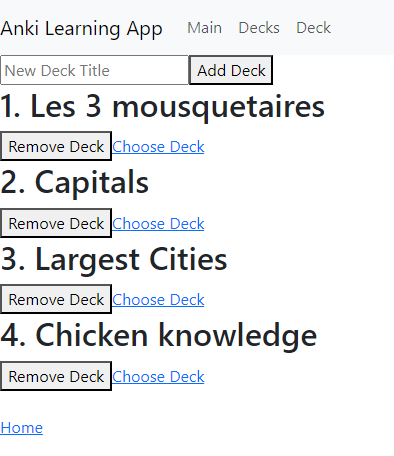 Anki Learning App Main Decks Deck
New Deck Title Add Deck
1. Les 3 mousquetaires
Remove Deck Choose Deck
2. Capitals
Remove Deck Choose Deck
3. Largest Cities
Remove Deck Choose Deck
4. Chicken knowledge
Remove Deck Choose Deck
Home